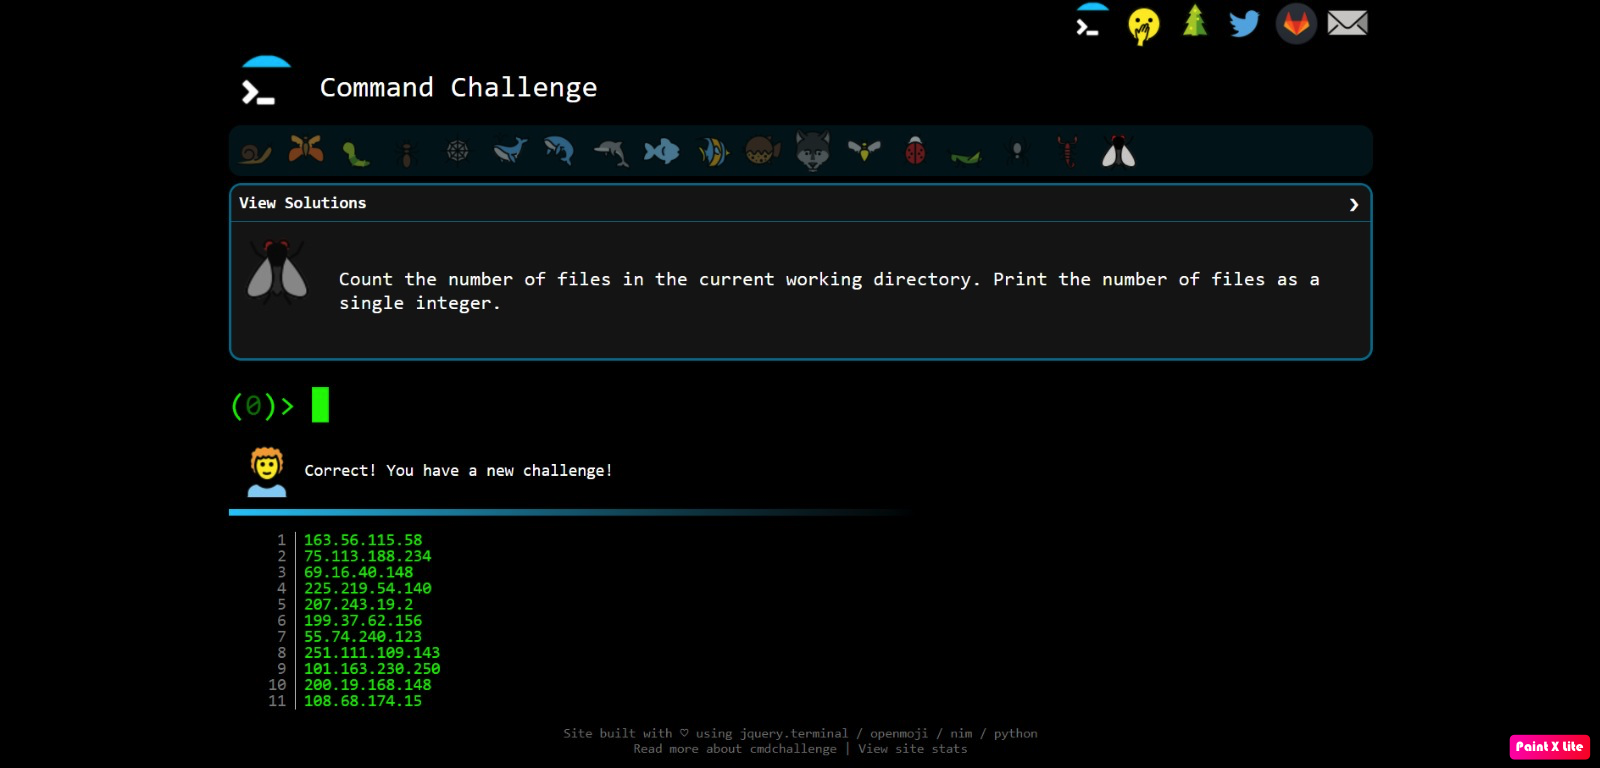 Command Challenge
View Solutions
Count the number of files in the current working directory. Print the number of files as a
single integer.
(0)>
Correct! You have a new challenge!
1 163.56.115.58
2 75.113.188.234
3 69.16.40.148
4 225.219.54.140
5 207.243.19.2
6 199.37.62.156
7 55.74.240.123
8 251.111.109.143
9 101.163.230.250
10 200.19.168.148
11 108.68.174.15
Site built with ♡ using jquery.terminal / openmoji / nim / python
Read more about cmdchallenge | View site stats
Paint X Lite